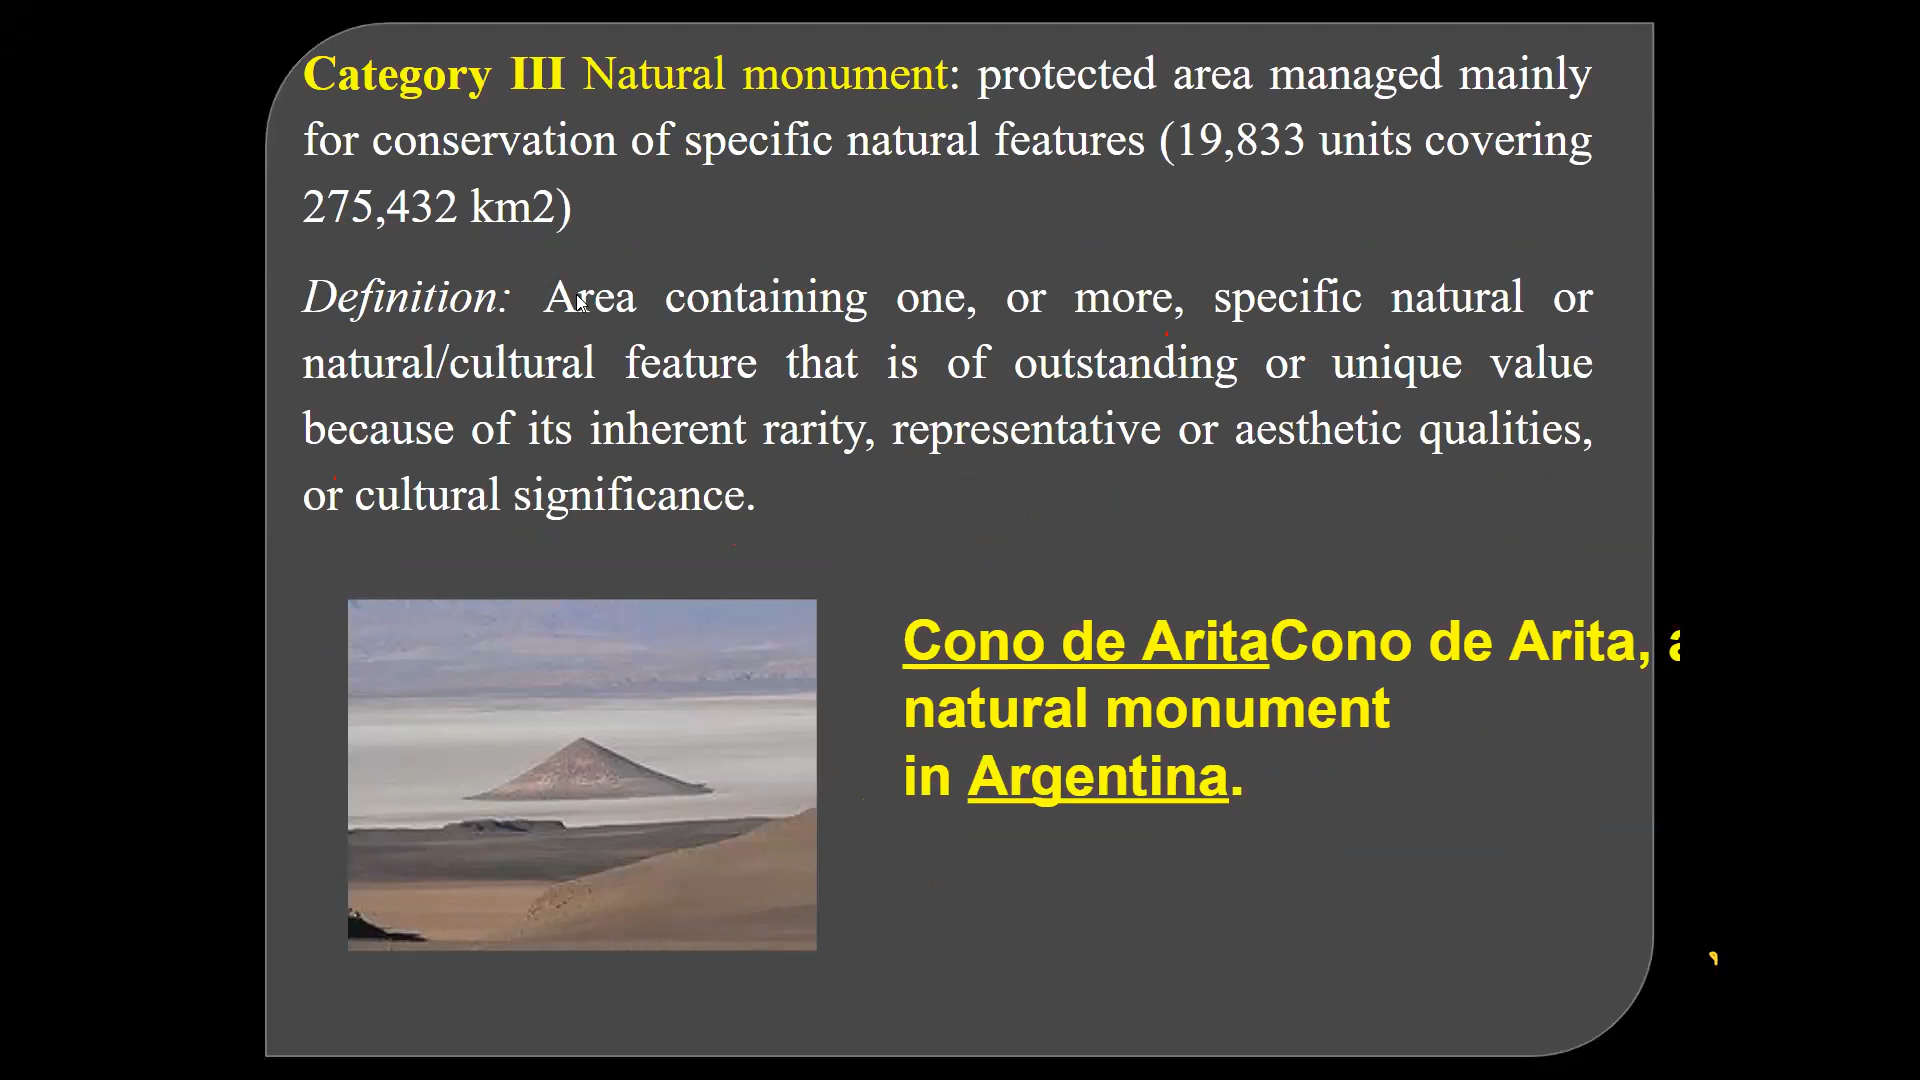 Category III Natural monument: protected area managed mainly
for conservation of specific natural features (19,833 units covering
275,432 km2)
Definition: Area containing one, or more, specific natural or
natural/cultural feature that is of outstanding or unique value
because of its inherent rarity, representative or aesthetic qualities,
or cultural significance.
Cono de AritaCono de Arita,
natural monument
in Argentina.